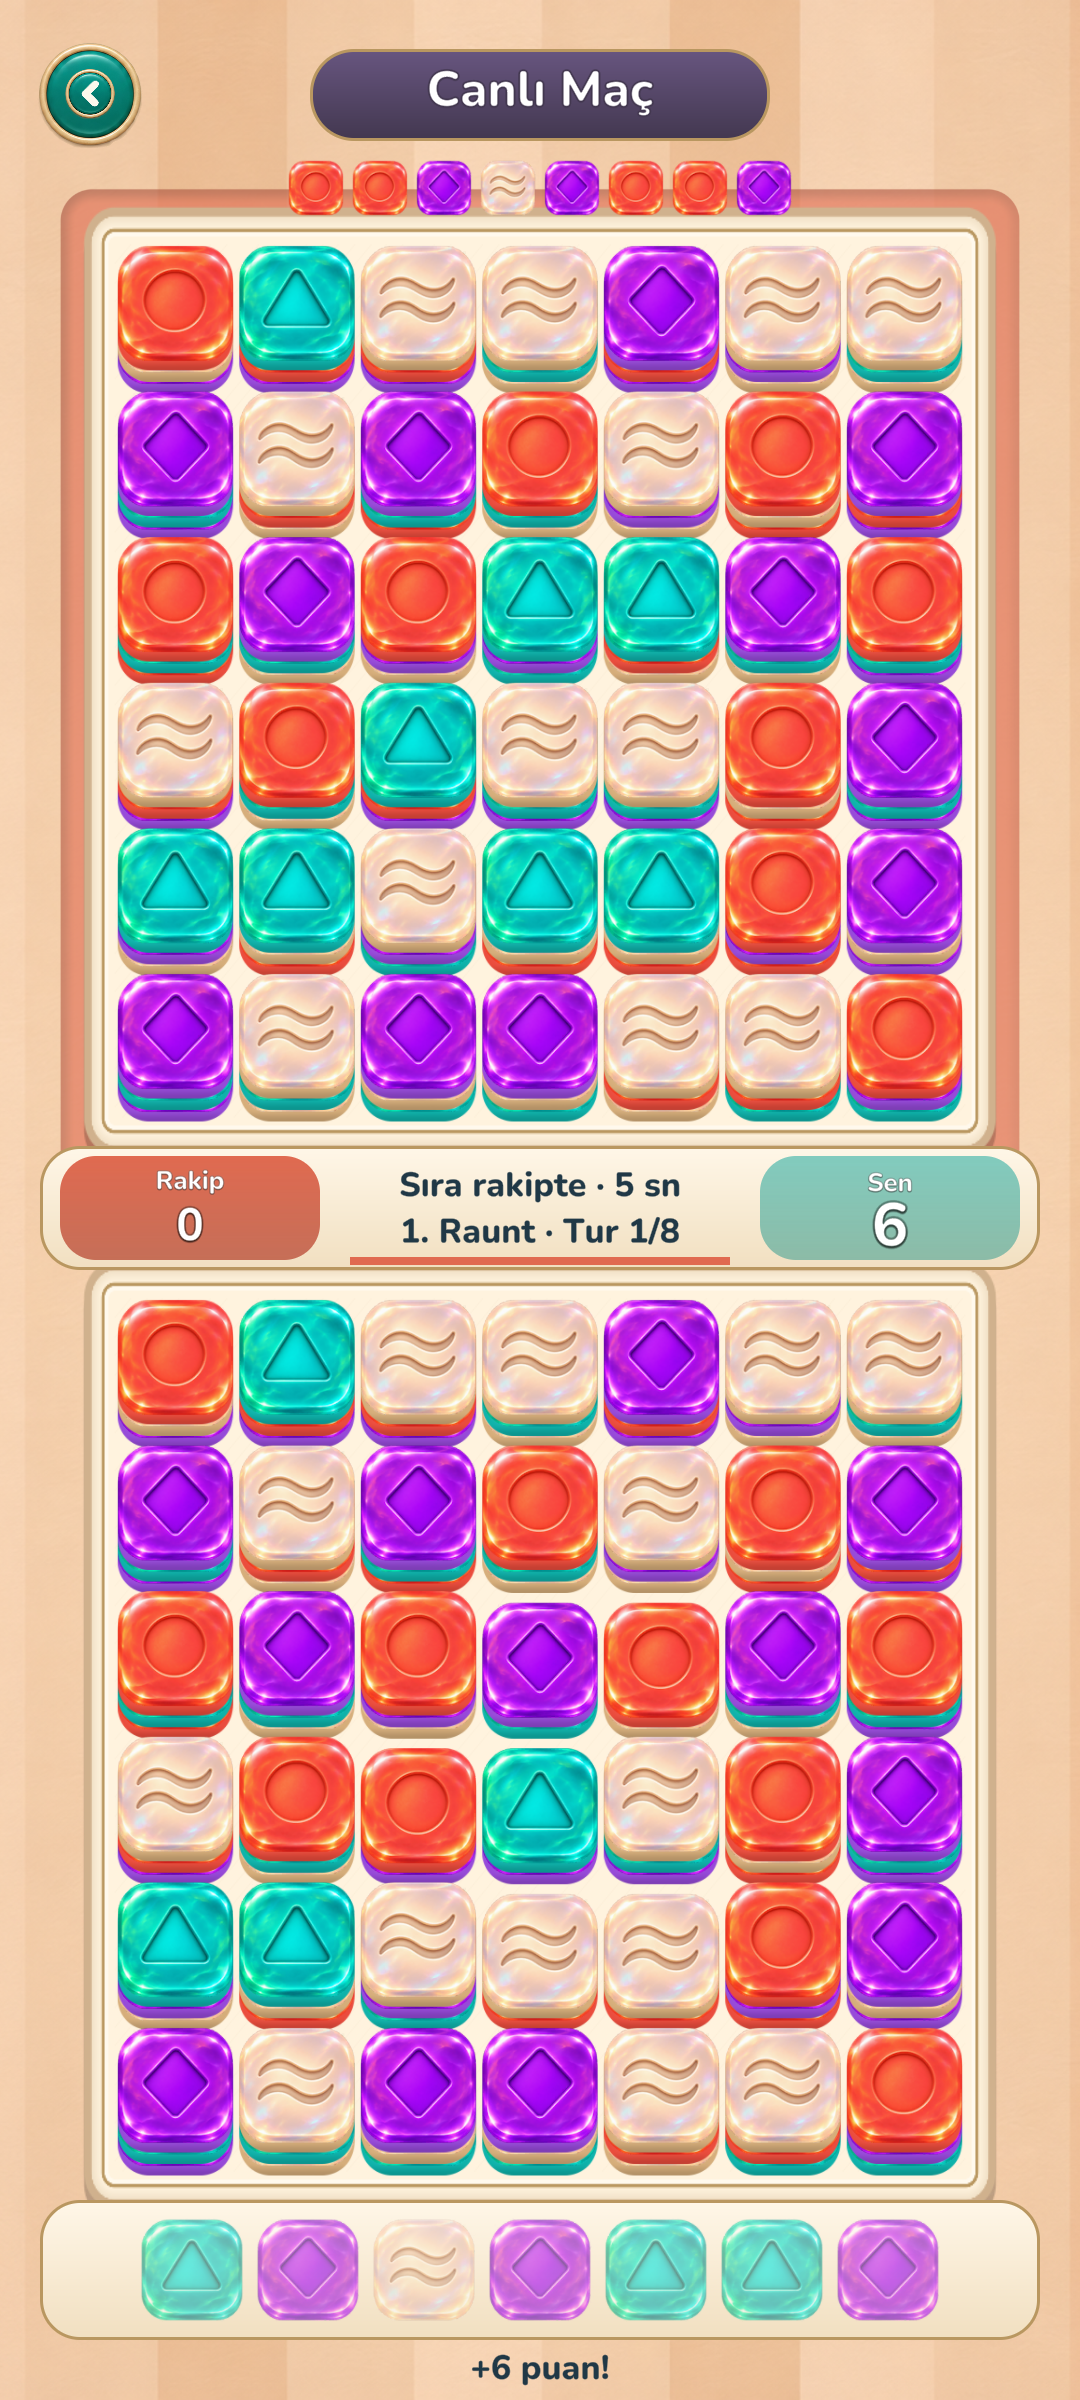 Canlı Maç
Rakip
0
Sıra rakipte · 5 sn
1. Raunt · Tur 1/8
Sen
6
+6 puan!